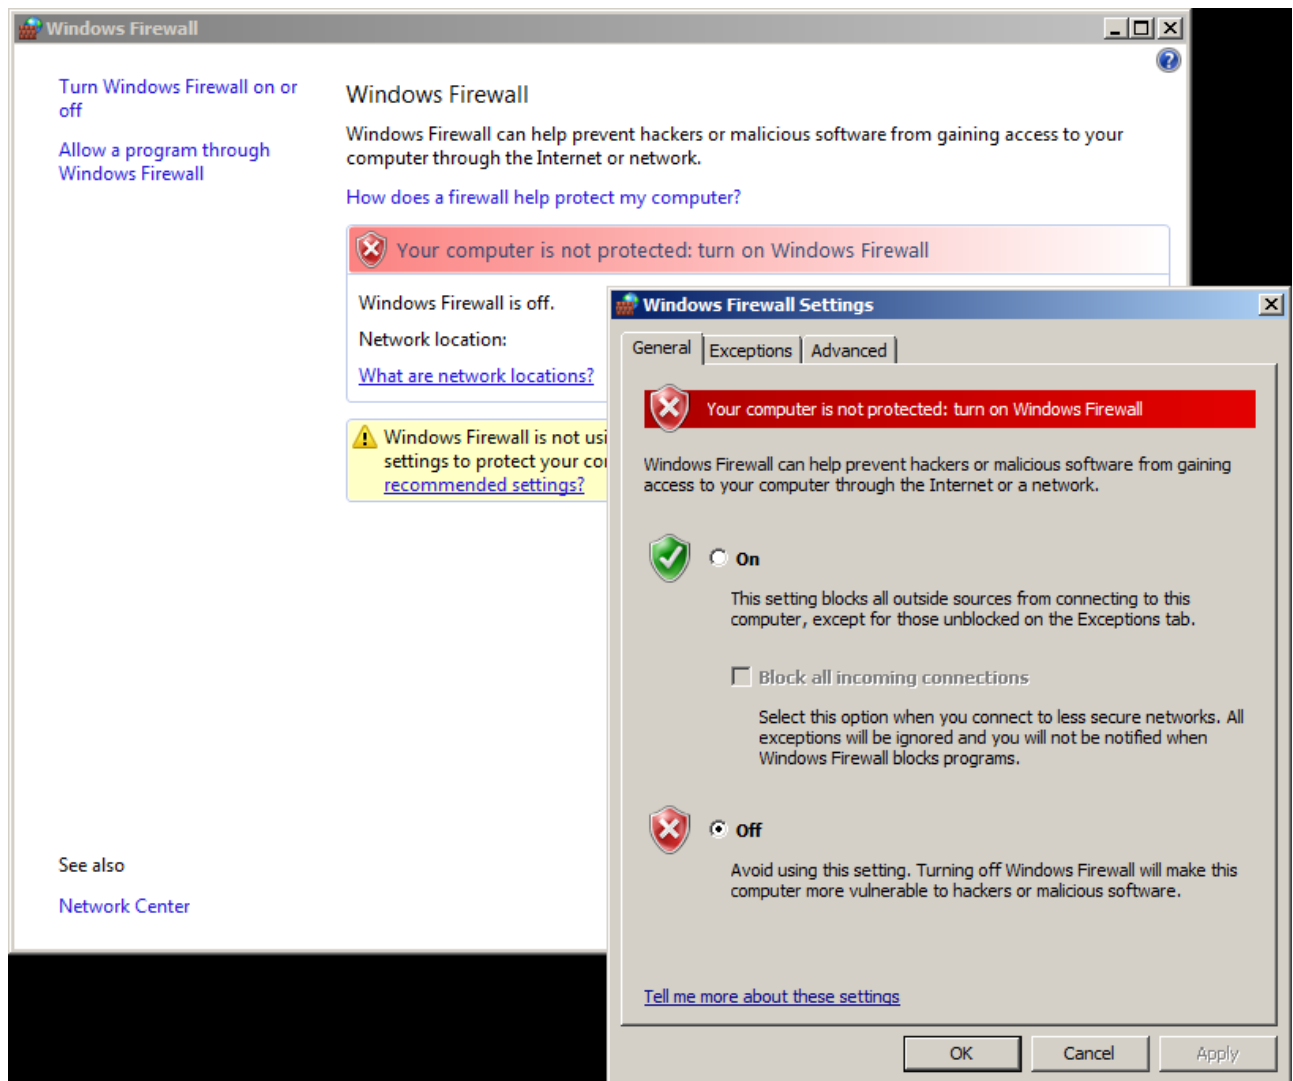 Windows Firewall
Turn Windows Firewall on or
off
Allow a program through
Windows Firewall
Windows Firewall
Windows Firewall can help prevent hackers or malicious software from gaining access to your
computer through the Internet or network.
How does a firewall help protect my computer?
Your computer is not protected: turn on Windows Firewall
Windows Firewall is off.
Network location:
What are network locations?
Windows Firewall is not
settings to protect your
recommended settings?
See also
Network Center
Windows Firewall Settings
General
Exceptions
Advanced
Your computer is not protected: turn on Windows Firewall
Windows Firewall can help prevent hackers or malicious software from gaining
access to your computer through the Internet or a network.
On
This setting blocks all outside sources from connecting to this
computer, except for those unblocked on the Exceptions tab.
Block all incoming connections
Select this option when you connect to less secure networks. All
exceptions will be ignored and you will not be notified when
Windows Firewall blocks programs.
Off
Avoid using this setting. Turning off Windows Firewall will make this
computer more vulnerable to hackers or malicious software.
Tell me more about these settings
OK
Cancel
Apply